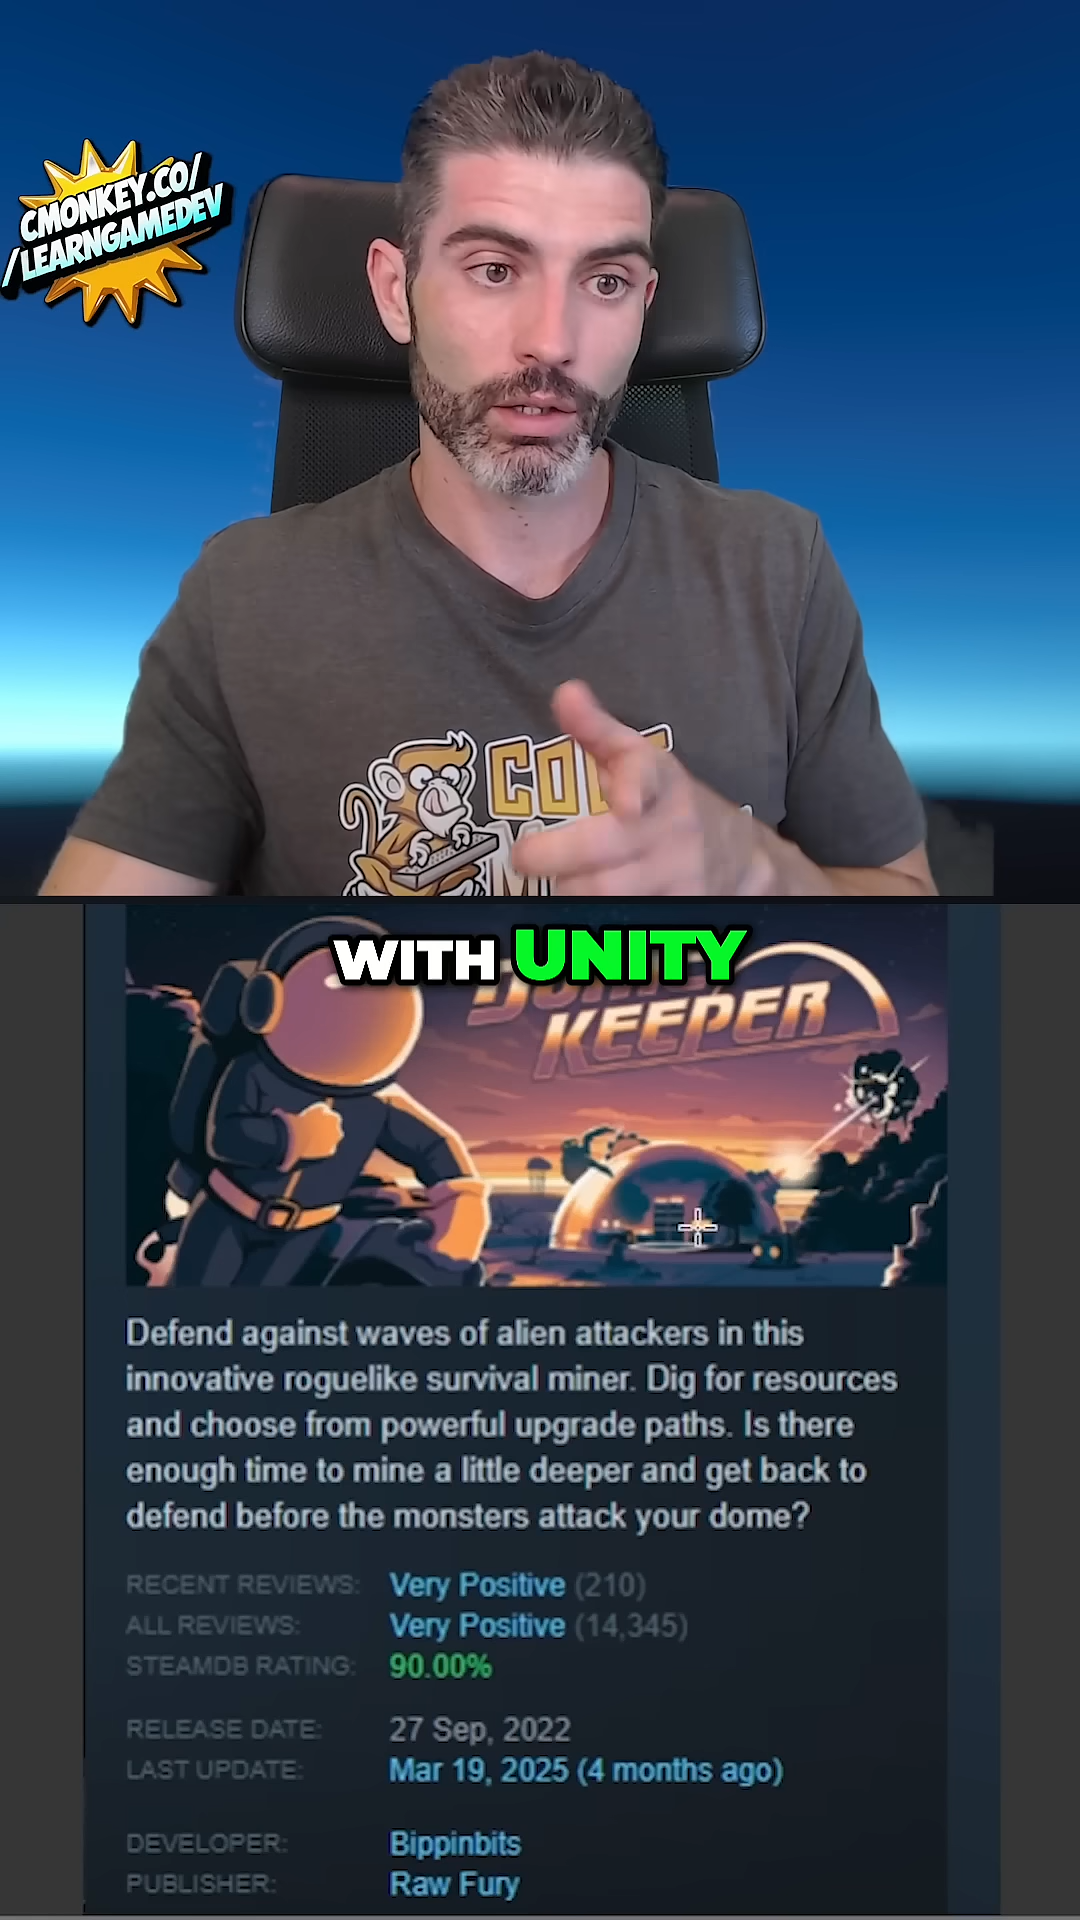 CMONKEY.CO/
/LEARNGAMEDEV
WITH UNITY
KEEPER
Defend against waves of alien attackers in this
innovative roguelike survival miner. Dig for resources
and choose from powerful upgrade paths. Is there
enough time to mine a little deeper and get back to
defend before the monsters attack your dome?
RECENT REVIEWS: Very Positive (210)
ALL REVIEWS: Very Positive (14,345)
STEAMDB RATING: 90.00%
RELEASE DATE: 27 Sep, 2022
LAST UPDATE: Mar 19, 2025 (4 months ago)
DEVELOPER: Bippinbits
PUBLISHER: Raw Fury